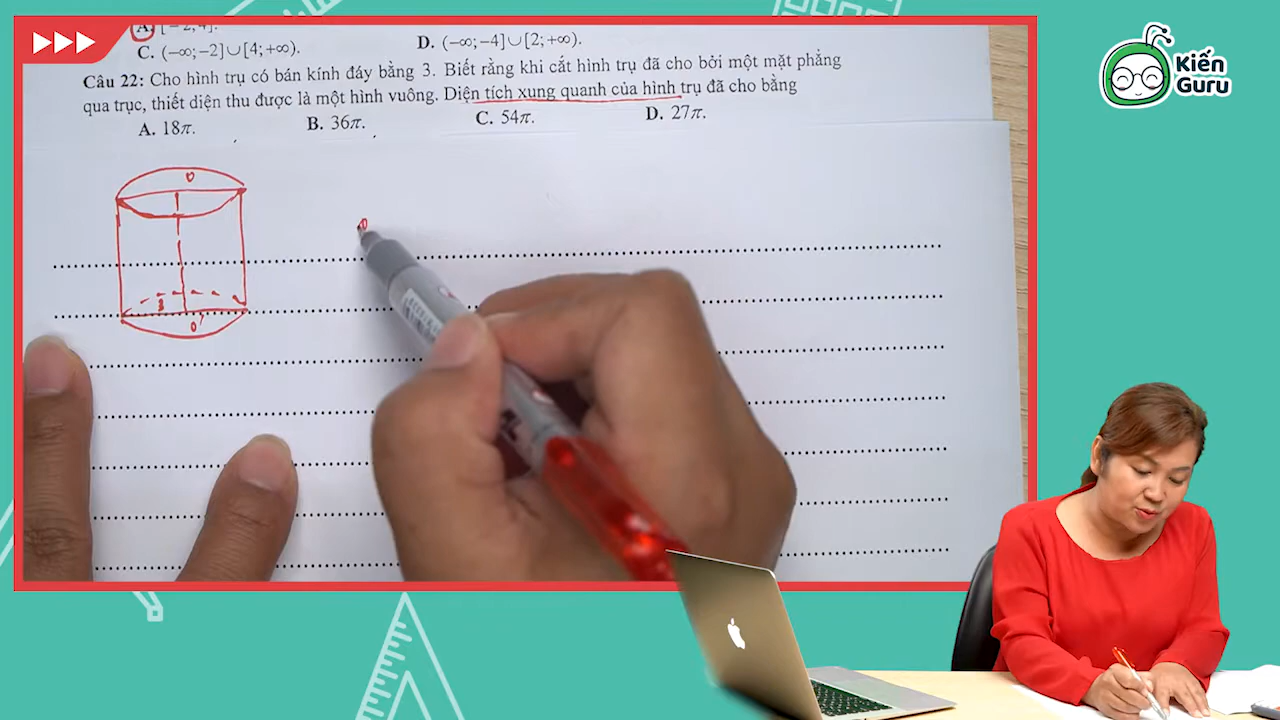 A. [-2;4].
C. (−∞;−2]∪[4;+∞). D. (−∞;−4]∪[2;+∞).
Câu 22: Cho hình trụ có bán kính đáy bằng 3. Biết rằng khi cắt hình trụ đã cho bởi một mặt phẳng
qua trục, thiết diện thu được là một hình vuông. Diện tích xung quanh của hình trụ đã cho bằng
A. 18π. B. 36π. C. 54π. D. 27π.
O
3
O'
Kiến
Guru